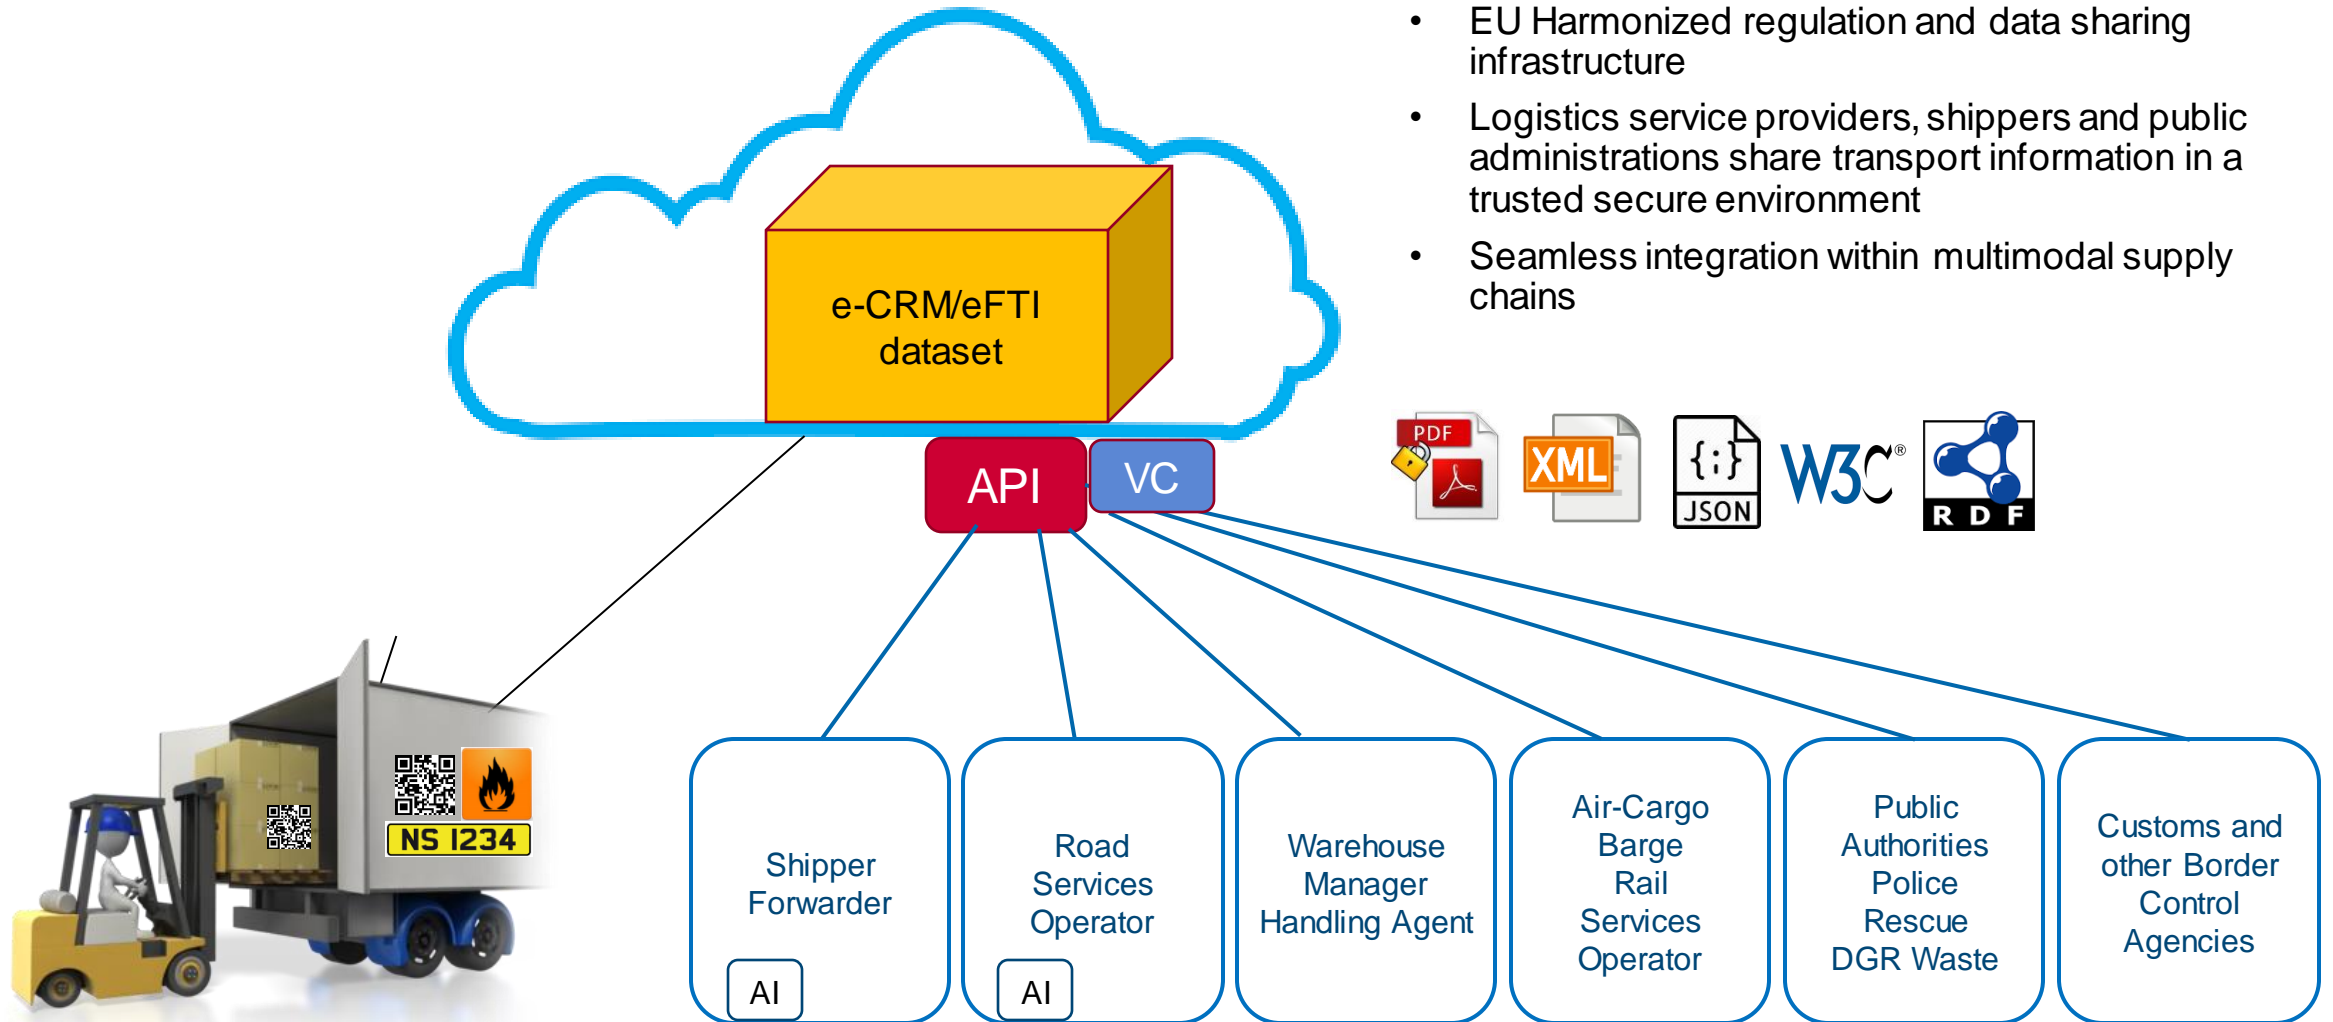 • EU Harmonized regulation and data sharing
infrastructure
• Logistics service providers, shippers and public
administrations share transport information in a
trusted secure environment
• Seamless integration within multimodal supply
chains
e-CRM/eFTI
dataset
API
VC
PDF
XML
{;}
JSON
W3C®
RDF
NS 1234
Shipper
Forwarder
AI
Road
Services
Operator
AI
Warehouse
Manager
Handling Agent
Air-Cargo
Barge
Rail
Services
Operator
Public
Authorities
Police
Rescue
DGR Waste
Customs and
other Border
Control
Agencies